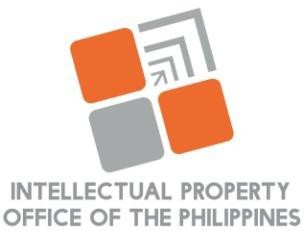 INTELLECTUAL PROPERTY
OFFICE OF THE PHILIPPINES